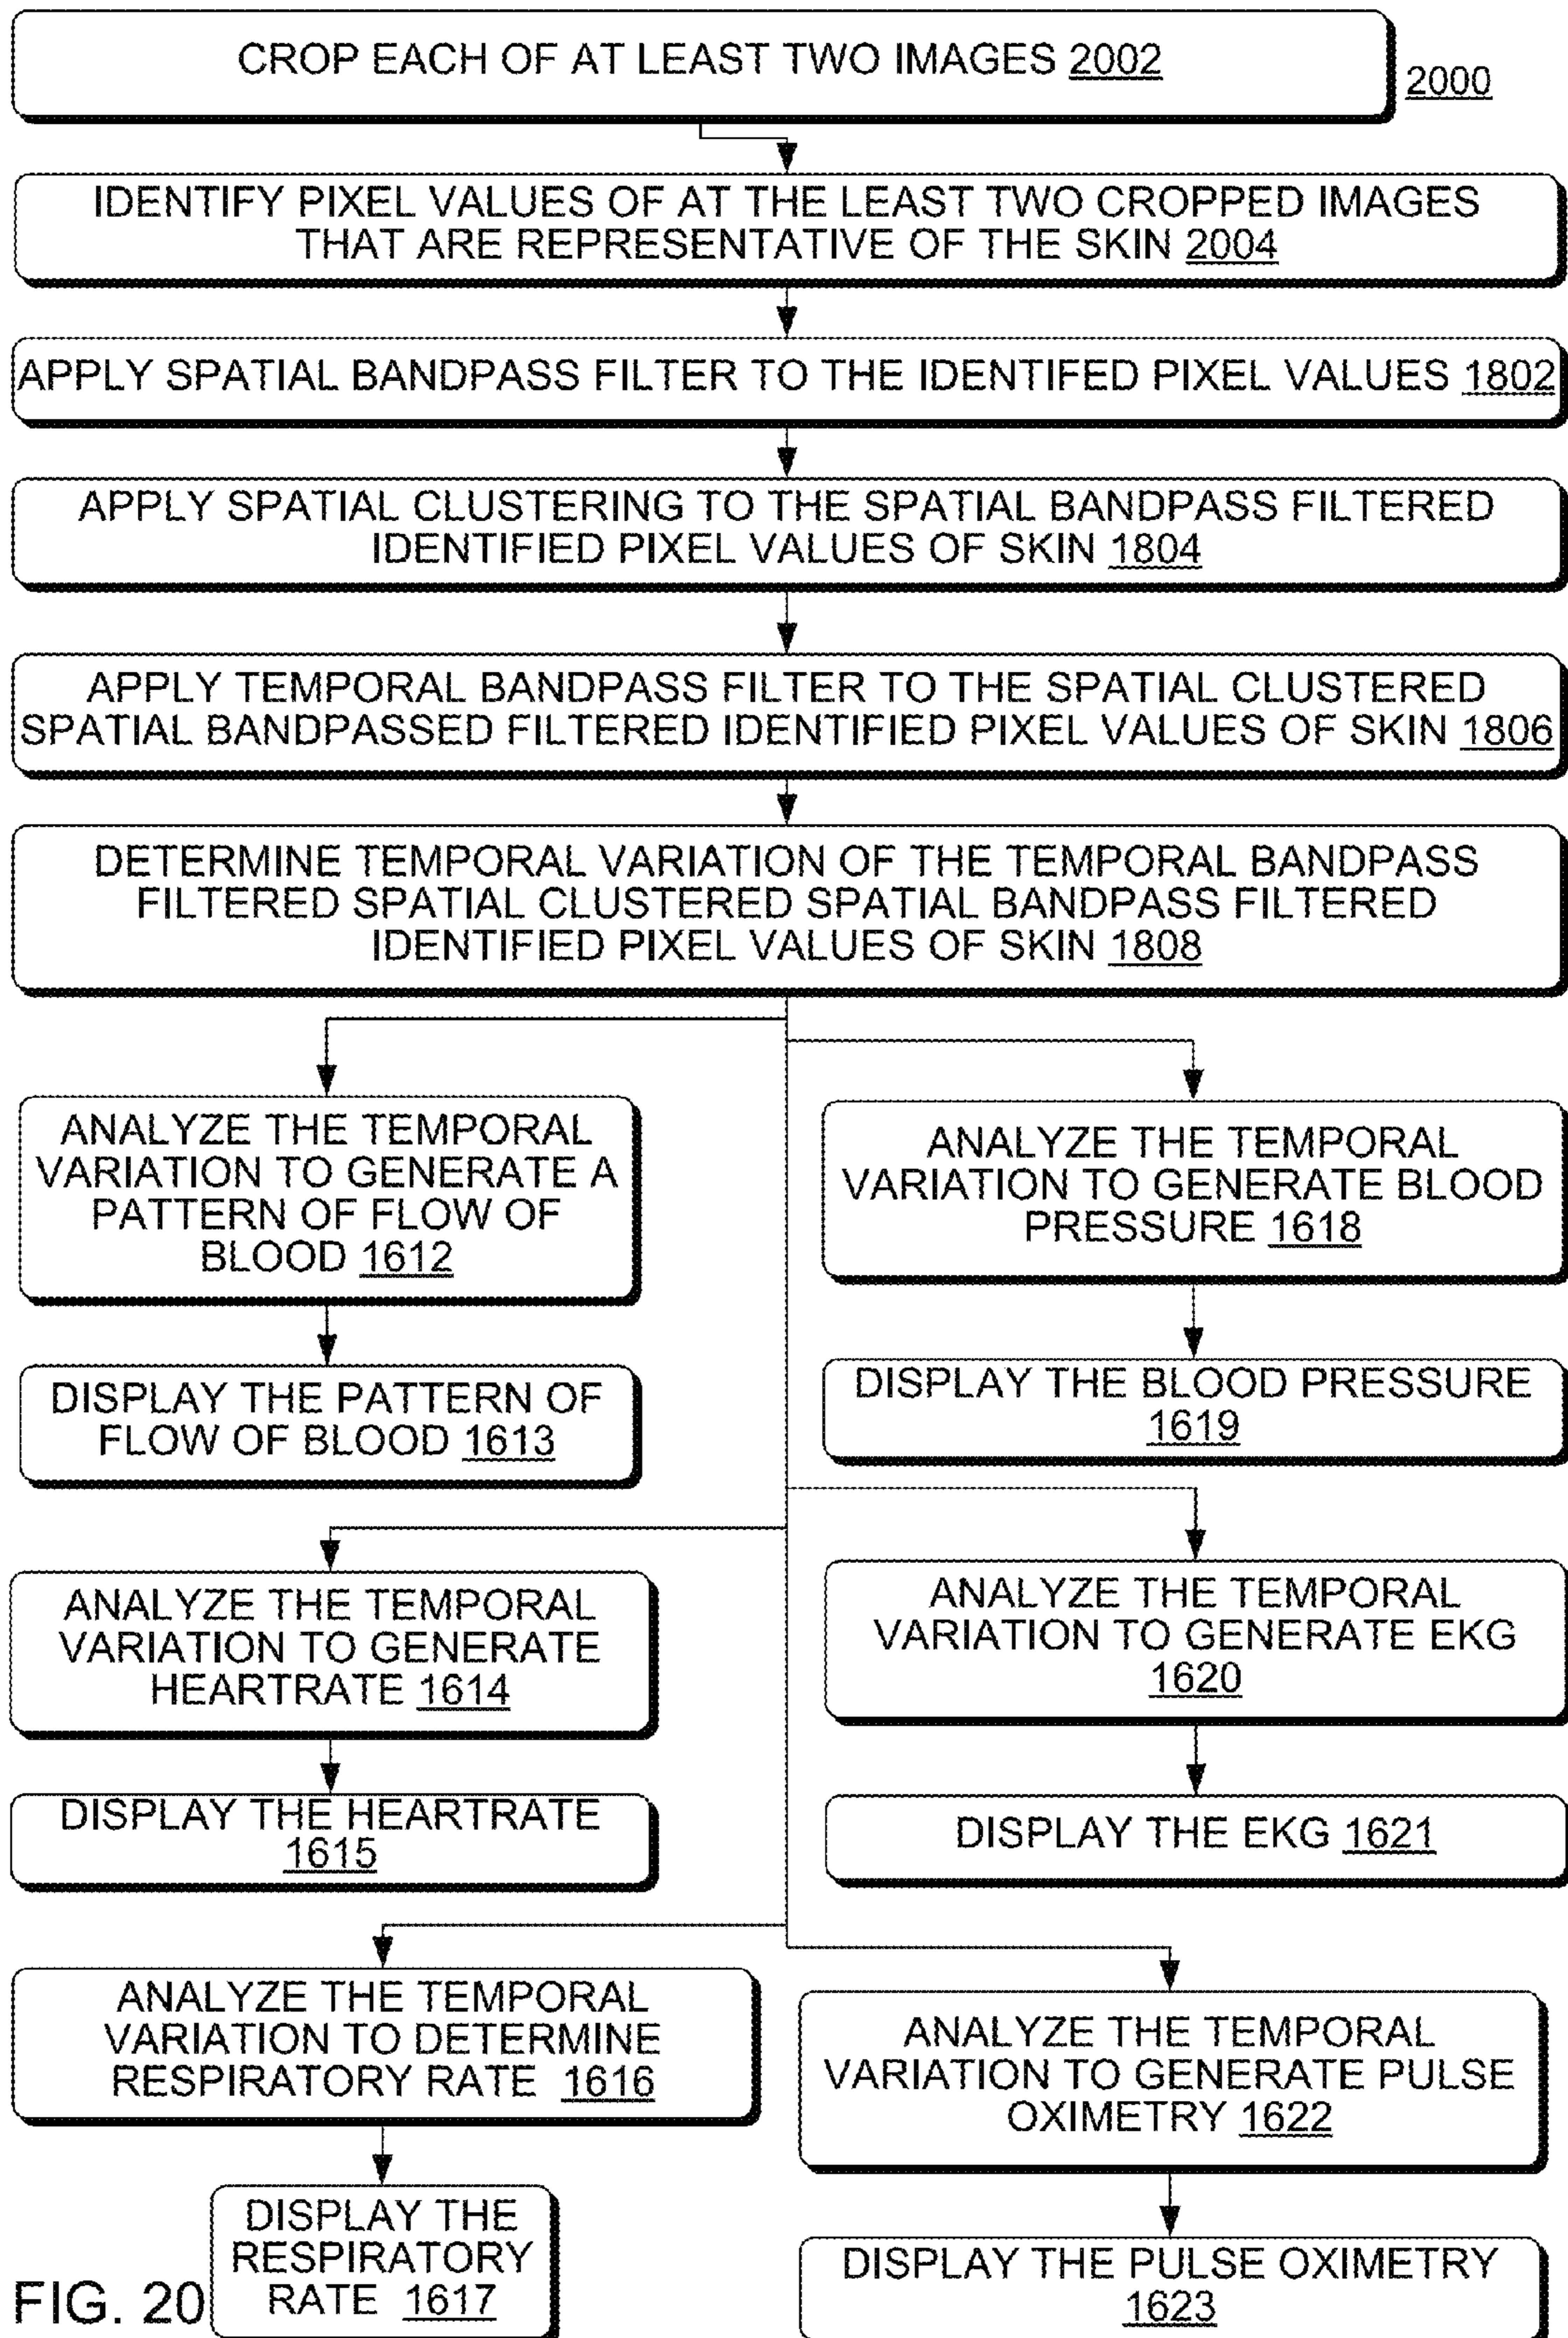 CROP EACH OF AT LEAST TWO IMAGES 2002
2000
IDENTIFY PIXEL VALUES OF AT THE LEAST TWO CROPPED IMAGES
THAT ARE REPRESENTATIVE OF THE SKIN 2004
APPLY SPATIAL BANDPASS FILTER TO THE IDENTIFED PIXEL VALUES 1802
APPLY SPATIAL CLUSTERING TO THE SPATIAL BANDPASS FILTERED
IDENTIFIED PIXEL VALUES OF SKIN 1804
APPLY TEMPORAL BANDPASS FILTER TO THE SPATIAL CLUSTERED
SPATIAL BANDPASSED FILTERED IDENTIFIED PIXEL VALUES OF SKIN 1806
DETERMINE TEMPORAL VARIATION OF THE TEMPORAL BANDPASS
FILTERED SPATIAL CLUSTERED SPATIAL BANDPASS FILTERED
IDENTIFIED PIXEL VALUES OF SKIN 1808
ANALYZE THE TEMPORAL
VARIATION TO GENERATE A
PATTERN OF FLOW OF
BLOOD 1612
ANALYZE THE TEMPORAL
VARIATION TO GENERATE BLOOD
PRESSURE 1618
DISPLAY THE PATTERN OF
FLOW OF BLOOD 1613
DISPLAY THE BLOOD PRESSURE
1619
ANALYZE THE TEMPORAL
VARIATION TO GENERATE
HEARTRATE 1614
ANALYZE THE TEMPORAL
VARIATION TO GENERATE EKG
1620
DISPLAY THE HEARTRATE
1615
DISPLAY THE EKG 1621
ANALYZE THE TEMPORAL
VARIATION TO DETERMINE
RESPIRATORY RATE 1616
ANALYZE THE TEMPORAL
VARIATION TO GENERATE PULSE
OXIMETRY 1622
DISPLAY THE
RESPIRATORY
RATE 1617
DISPLAY THE PULSE OXIMETRY
1623
FIG. 20